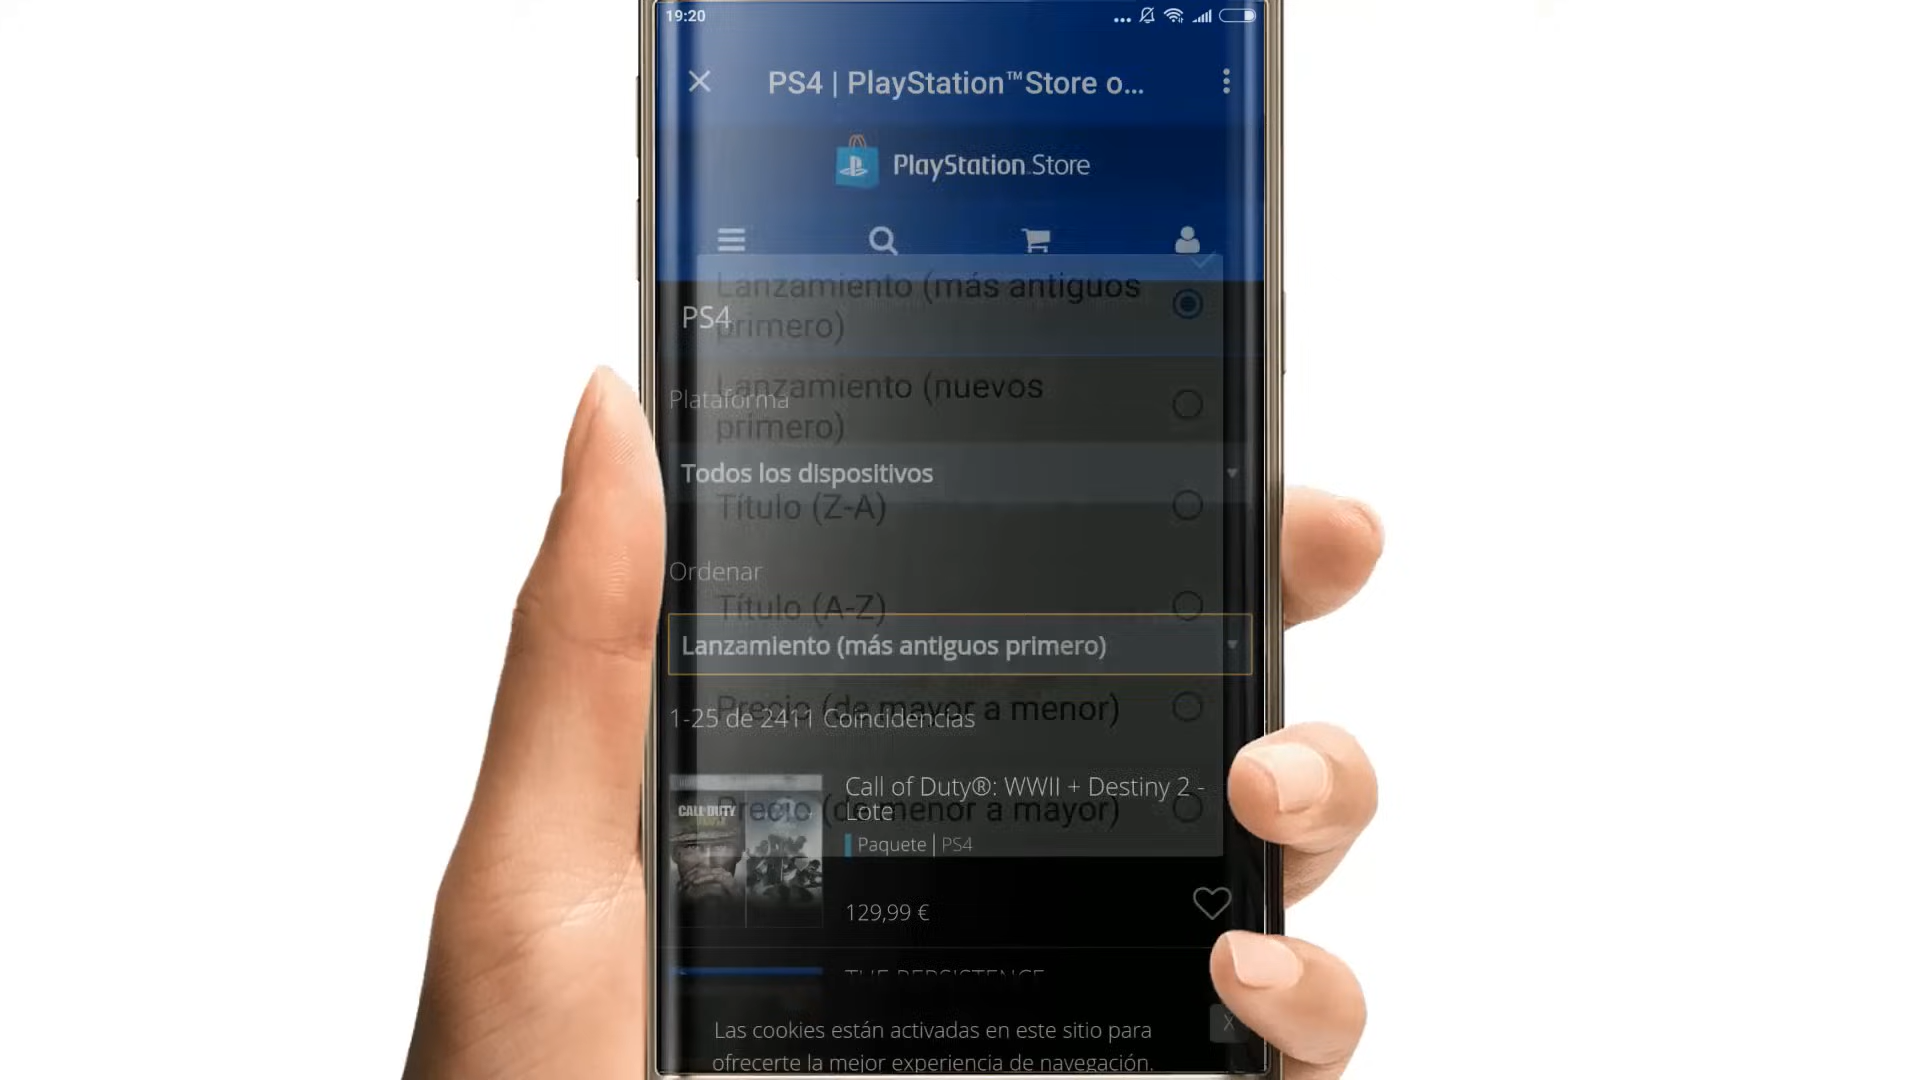 19:20
PS4 | PlayStation™Store o...
PlayStation Store
Lanzamiento (más antiguos
primero)
PS4
Lanzamiento (nuevos
primero)
Plataforma
Todos los dispositivos
Título (Z-A)
Ordenar
Título (A-Z)
Lanzamiento (más antiguos primero)
Precio (de mayor a menor)
1-25 de 2411 Coincidencias
Call of Duty®: WWII + Destiny 2 -
Lote
CALL DUTY
Precio (de menor a mayor)
Paquete | PS4
129,99 €
THE PERSISTENCE
Las cookies están activadas en este sitio para
ofrecerte la mejor experiencia de navegación.
X